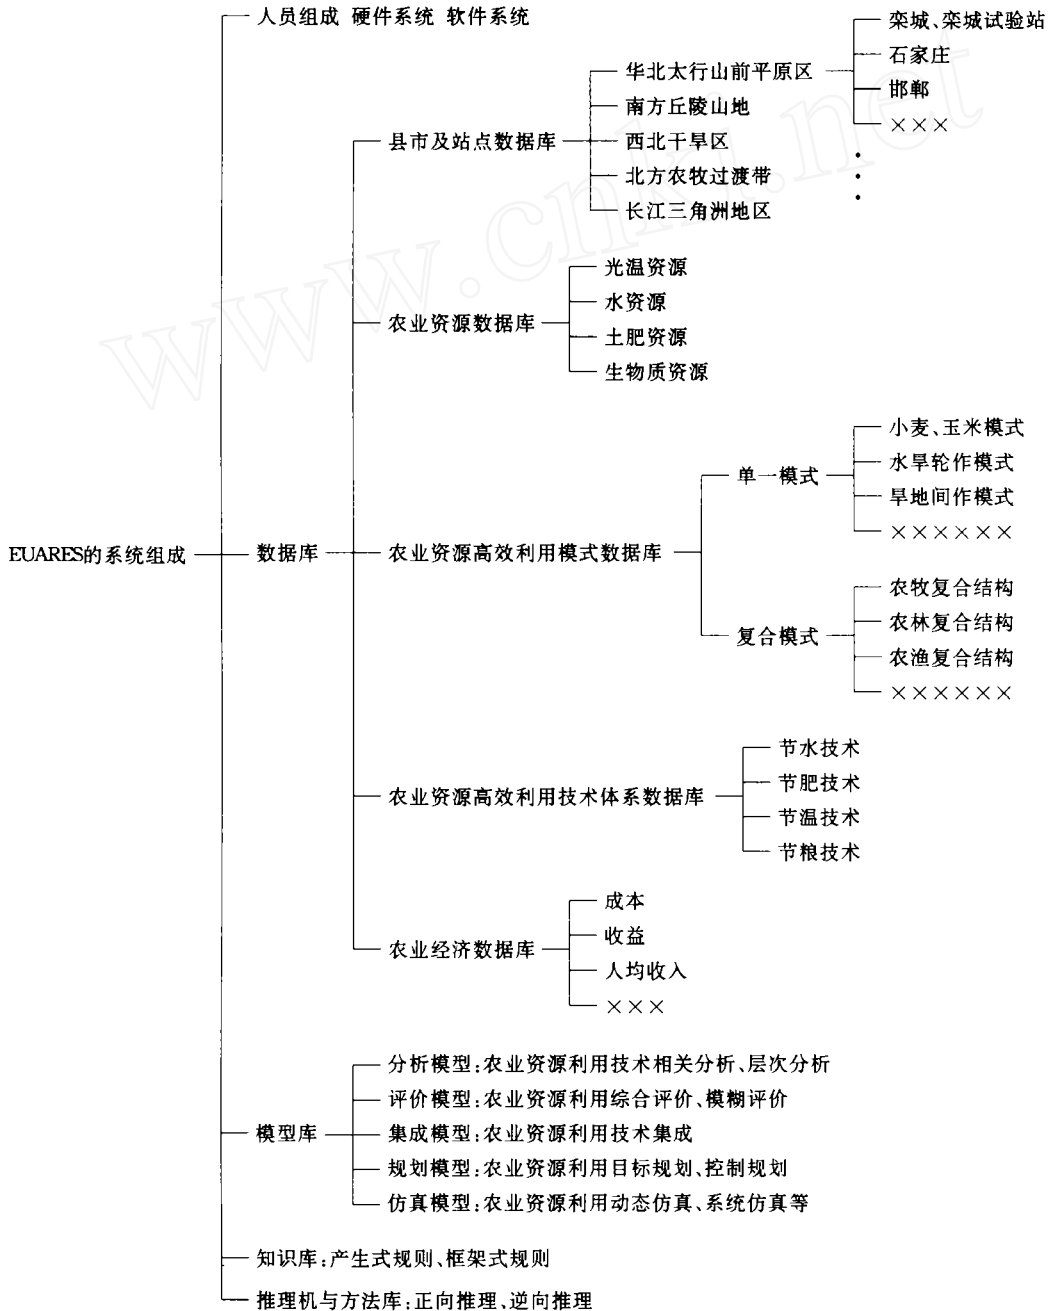 人员组成 硬件系统 软件系统
栾城、栾城试验站
石家庄
邯郸
×××
华北太行山前平原区
南方丘陵山地
西北干旱区
北方农牧过渡带
长江三角洲地区
县市及站点数据库
光温资源
水资源
土肥资源
生物质资源
农业资源数据库
小麦、玉米模式
水旱轮作模式
旱地间作模式
××××××
单一模式
农牧复合结构
农林复合结构
农渔复合结构
××××××
复合模式
农业资源高效利用模式数据库
EUARES的系统组成
数据库
节水技术
节肥技术
节温技术
节粮技术
农业资源高效利用技术体系数据库
成本
收益
人均收入
×××
农业经济数据库
分析模型:农业资源利用技术相关分析、层次分析
评价模型:农业资源利用综合评价、模糊评价
集成模型:农业资源利用技术集成
规划模型:农业资源利用目标规划、控制规划
仿真模型:农业资源利用动态仿真、系统仿真等
模型库
知识库:产生式规则、框架式规则
推理机与方法库:正向推理、逆向推理
www.cnki.net